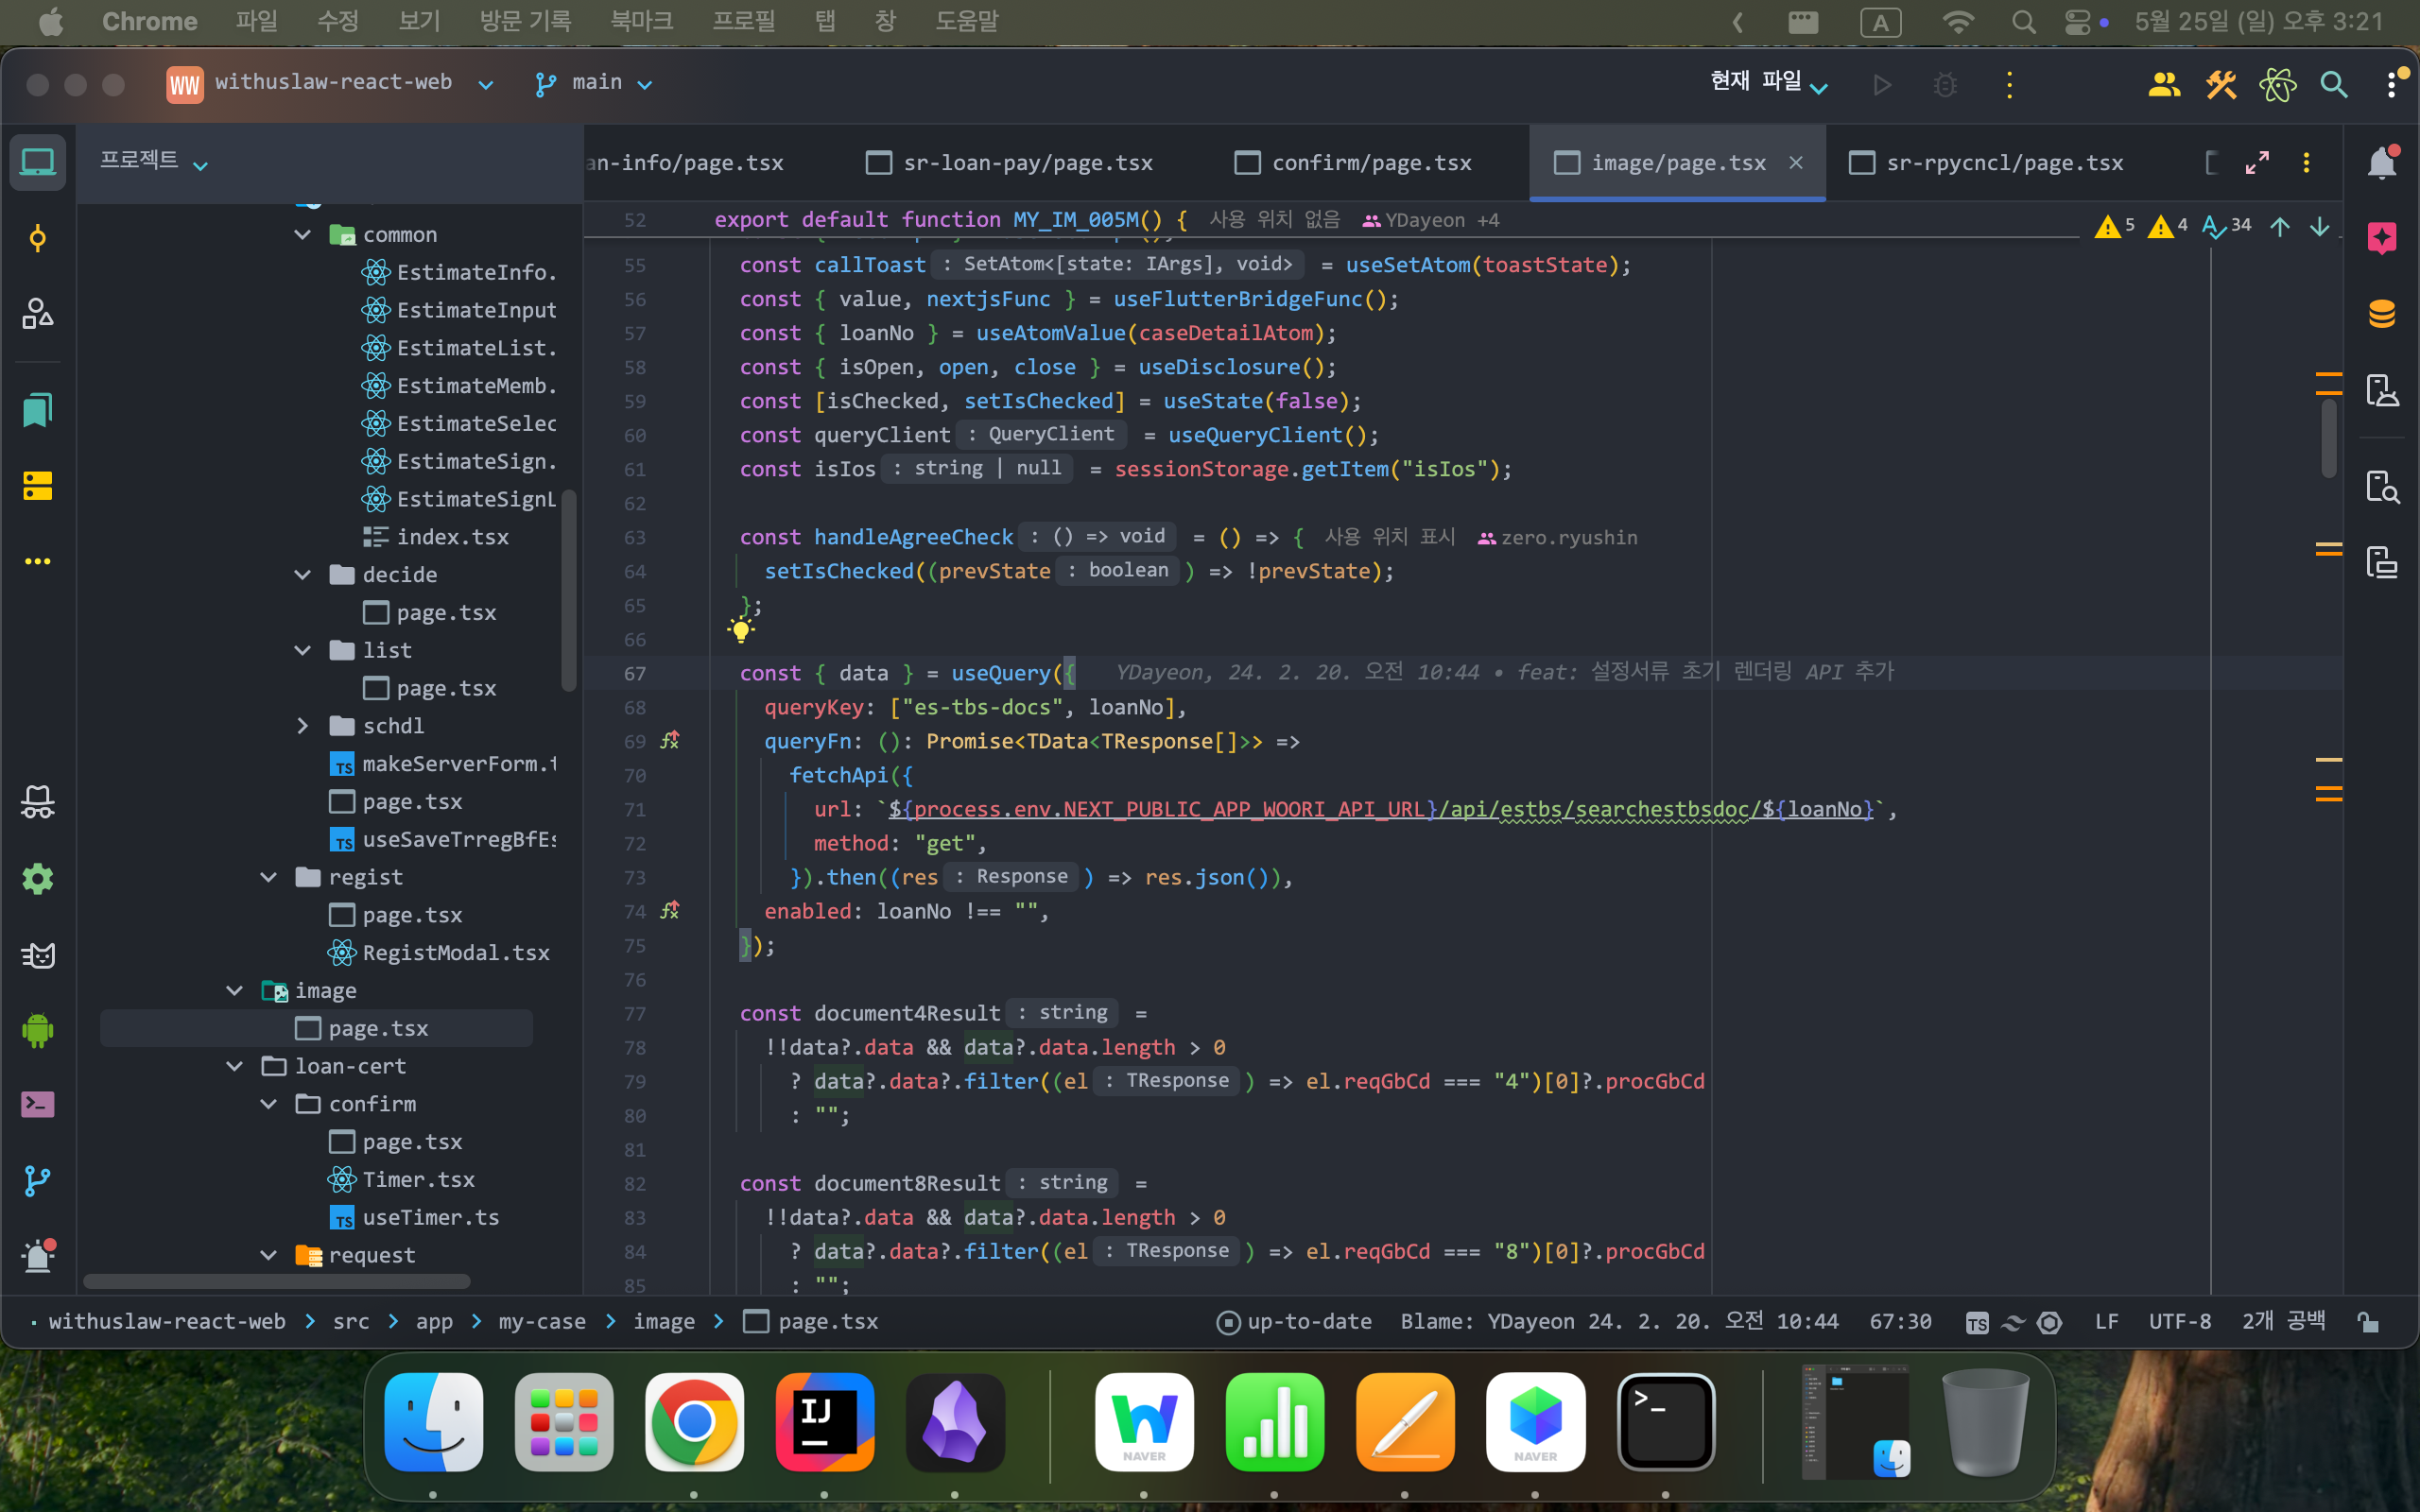 Chrome 파일 수정 보기 방문 기록 북마크 프로필 탭 창 도움말 A 5월 25일 (일) 오후 3:21
WW withuslaw-react-web main 현재 파일
프로젝트
an-info/page.tsx sr-loan-pay/page.tsx confirm/page.tsx image/page.tsx sr-rpycncl/page.tsx
common
EstimateInfo.
EstimateInput
EstimateList.
EstimateMemb.
EstimateSelec
EstimateSign.
EstimateSignL
index.tsx
decide
page.tsx
list
page.tsx
schdl
TS makeServerForm.t
page.tsx
TS useSaveTrregBfEs
regist
page.tsx
RegistModal.tsx
image
page.tsx
loan-cert
confirm
page.tsx
Timer.tsx
TS useTimer.ts
request
52 export default function MY_IM_005M() { 사용 위치 없음 YDayeon +4
5 4 34
55 const callToast : SetAtom<[state: IArgs], void> = useSetAtom(toastState);
56 const { value, nextjsFunc } = useFlutterBridgeFunc();
57 const { loanNo } = useAtomValue(caseDetailAtom);
58 const { isOpen, open, close } = useDisclosure();
59 const [isChecked, setIsChecked] = useState(false);
60 const queryClient : QueryClient = useQueryClient();
61 const isIos : string | null = sessionStorage.getItem("isIos");
62
63 const handleAgreeCheck : () => void = () => { 사용 위치 표시 zero.ryushin
64 setIsChecked((prevState : boolean ) => !prevState);
65 };
66
67 const { data } = useQuery({ YDayeon, 24. 2. 20. 오전 10:44 • feat: 설정서류 초기 렌더링 API 추가
68 queryKey: ["es-tbs-docs", loanNo],
69 queryFn: (): Promise<TData<TResponse[]>> =>
70 fetchApi({
71 url: `${process.env.NEXT_PUBLIC_APP_WOORI_API_URL}/api/estbs/searchestbsdoc/${loanNo}`,
72 method: "get",
73 }).then((res : Response ) => res.json()),
74 enabled: loanNo !== "",
75 });
76
77 const document4Result : string =
78 !!data?.data && data?.data.length > 0
79 ? data?.data?.filter((el : TResponse ) => el.reqGbCd === "4")[0]?.procGbCd
80 : "";
81
82 const document8Result : string =
83 !!data?.data && data?.data.length > 0
84 ? data?.data?.filter((el : TResponse ) => el.reqGbCd === "8")[0]?.procGbCd
85 : "";
withuslaw-react-web > src > app > my-case > image > page.tsx up-to-date Blame: YDayeon 24. 2. 20. 오전 10:44 67:30 TS LF UTF-8 2개 공백
IJ
NAVER
NAVER
>_